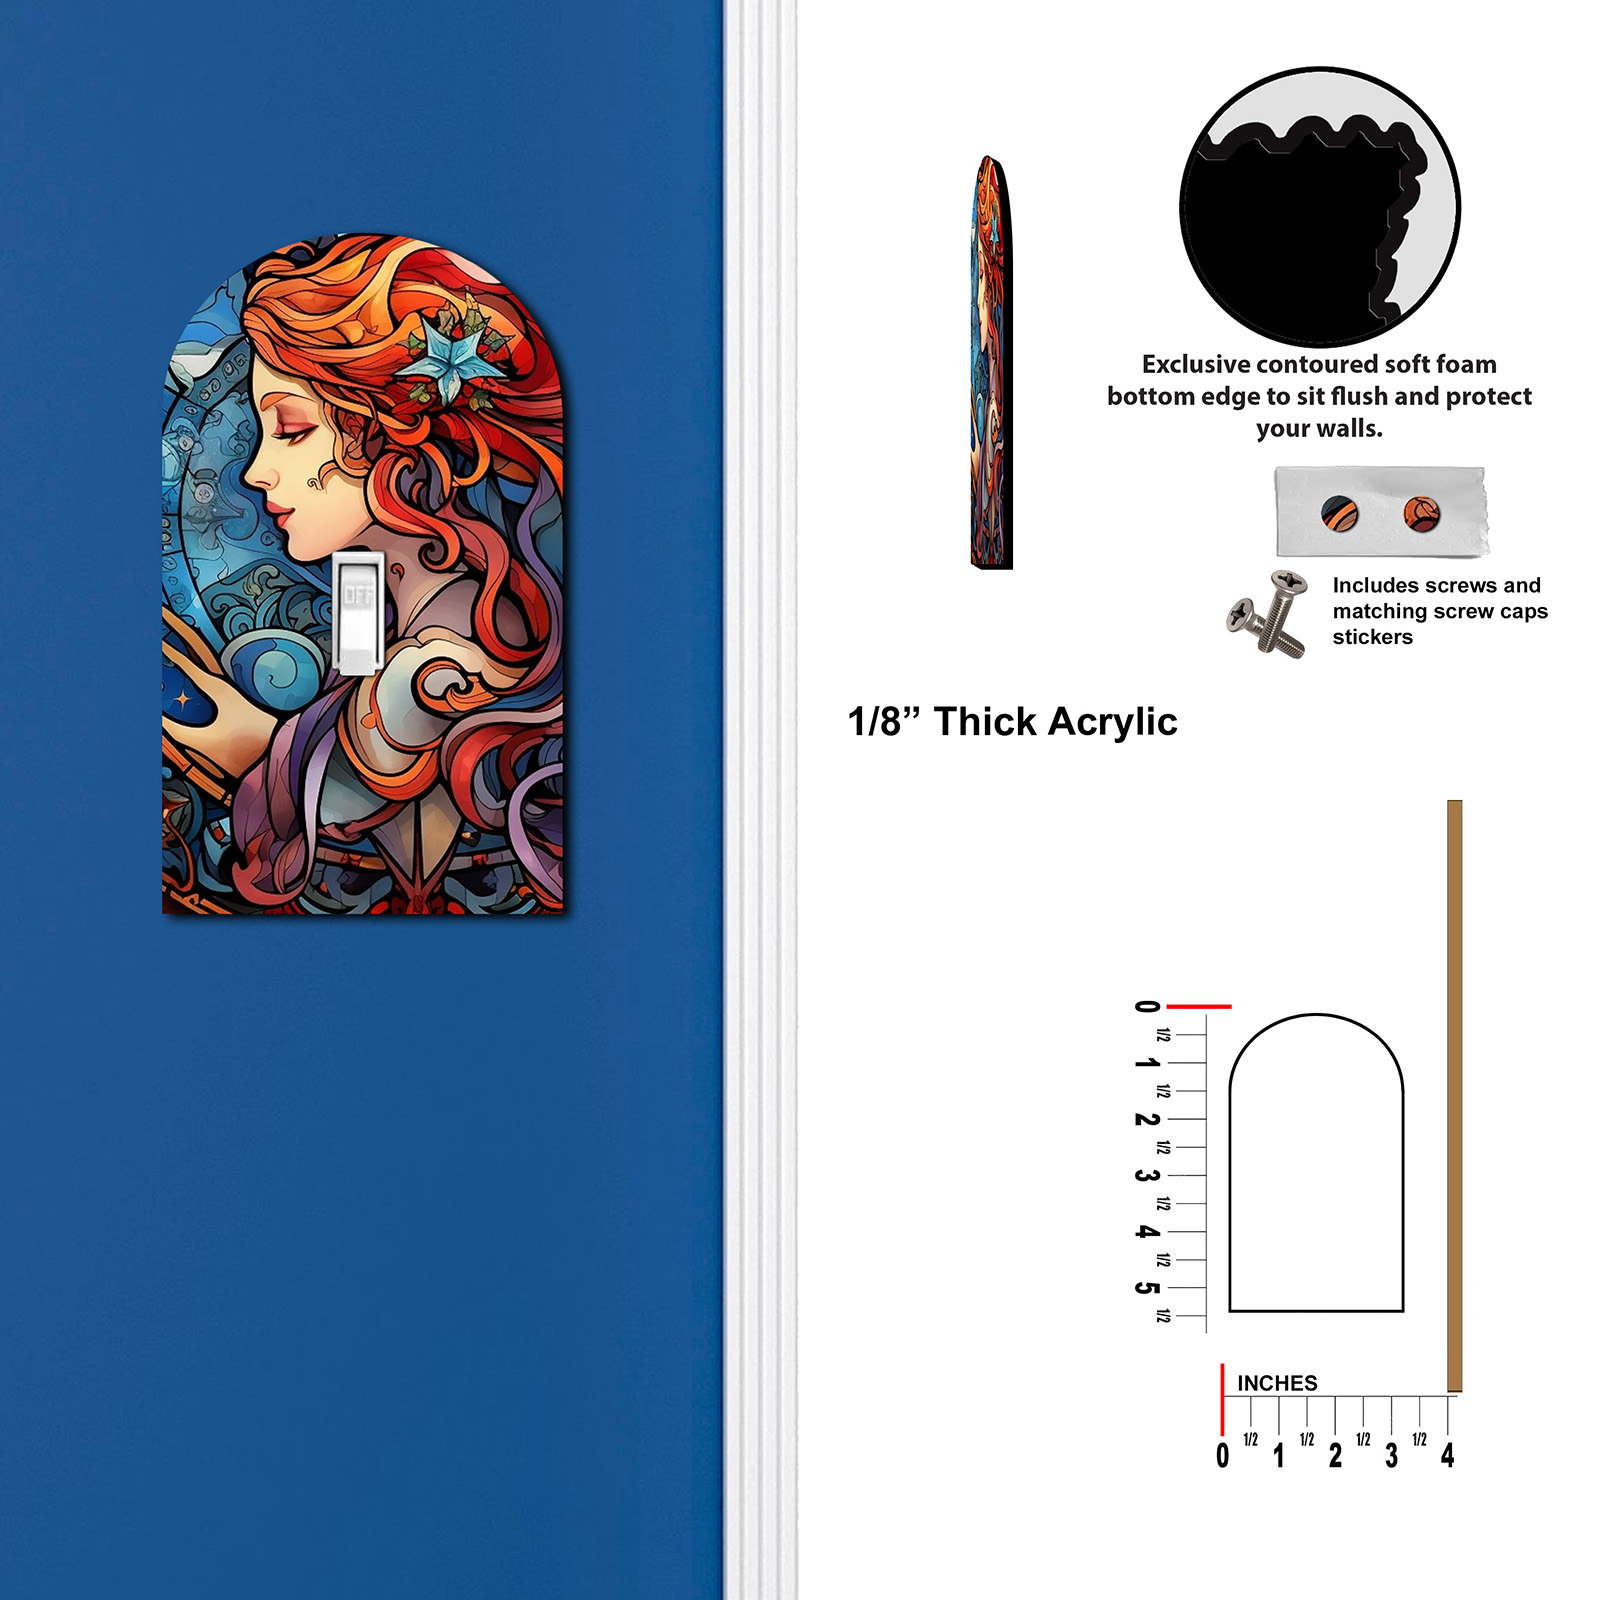 OFF
Exclusive contoured soft foam
bottom edge to sit flush and protect
your walls.
Includes screws and
matching screw caps
stickers
1/8” Thick Acrylic
0
1/2
1
1/2
2
1/2
3
1/2
4
1/2
5
1/2
INCHES
0 1/2 1 1/2 2 1/2 3 1/2 4